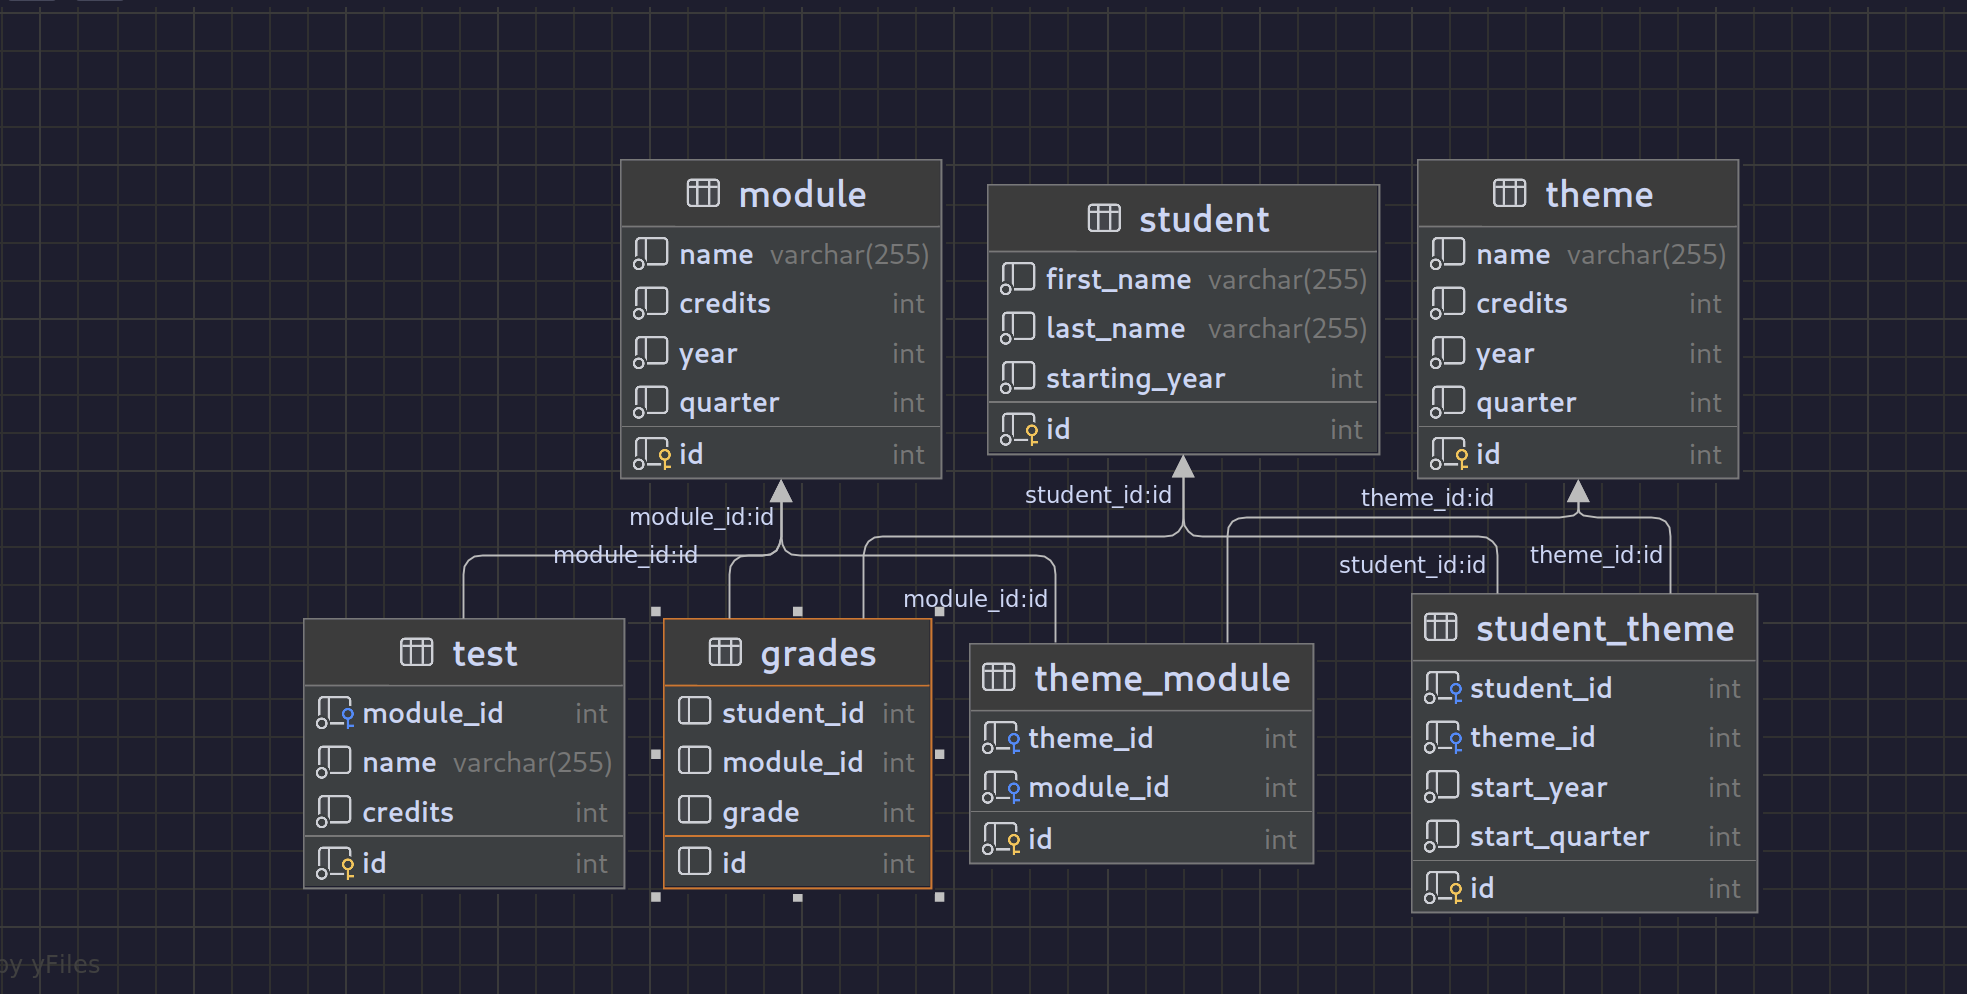 module
name varchar(255)
credits int
year int
quarter int
id int
student
first_name varchar(255)
last_name varchar(255)
starting_year int
id int
theme
name varchar(255)
credits int
year int
quarter int
id int
module_id:id
module_id:id
module_id:id
student_id:id
student_id:id
theme_id:id
theme_id:id
test
module_id int
name varchar(255)
credits int
id int
grades
student_id int
module_id int
grade int
id int
theme_module
theme_id int
module_id int
id int
student_theme
student_id int
theme_id int
start_year int
start_quarter int
id int
by yFiles